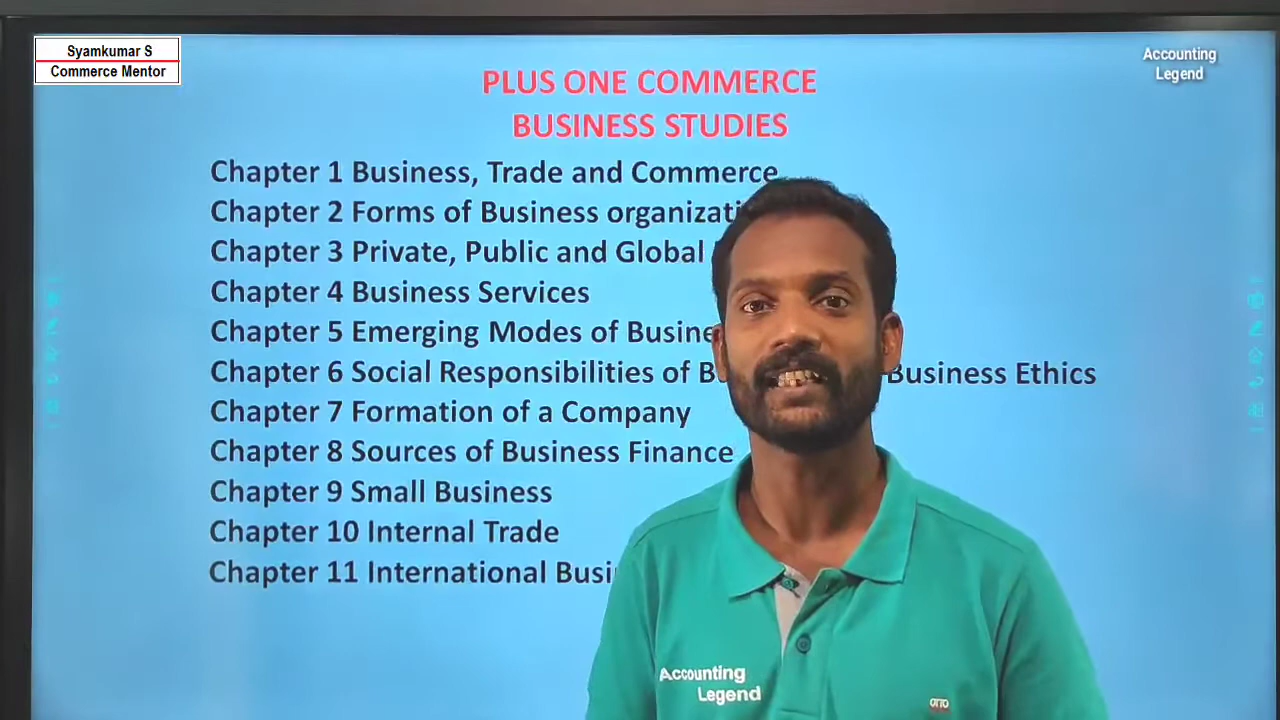 Syamkumar S
Commerce Mentor
Accounting
Legend
PLUS ONE COMMERCE
BUSINESS STUDIES
Chapter 1 Business, Trade and Commerce
Chapter 2 Forms of Business
Chapter 3 Private, Public and Global
Chapter 4 Business Services
Chapter 5 Emerging Modes of
Chapter 6 Social Responsibilities of Business Ethics
Chapter 7 Formation of a Company
Chapter 8 Sources of Business Finance
Chapter 9 Small Business
Chapter 10 Internal Trade
Chapter 11 International
Accounting
Legend
OTTO